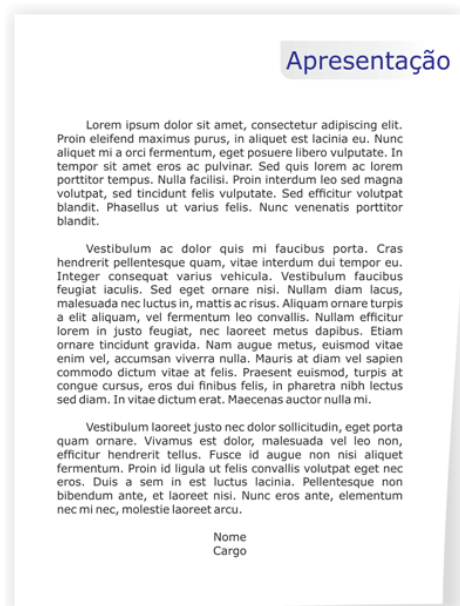 Apresentação
Lorem ipsum dolor sit amet, consectetur adipiscing elit.
Proin eleifend maximus purus, in aliquet est lacinia eu. Nunc
aliquet mi a orci fermentum, eget posuere libero vulputate. In
tempor sit amet eros ac pulvinar. Sed quis lorem ac lorem
porttitor tempus. Nulla facilisi. Proin interdum leo sed magna
volutpat, sed tincidunt felis vulputate. Sed efficitur volutpat
blandit. Phasellus ut varius felis. Nunc venenatis porttitor
blandit.
Vestibulum ac dolor quis mi faucibus porta. Cras
hendrerit pellentesque quam, vitae interdum dui tempor eu.
Integer consequat varius vehicula. Vestibulum faucibus
feugiat iaculis. Sed eget ornare nisi. Nullam diam lacus,
malesuada nec luctus in, mattis ac risus. Aliquam ornare turpis
a elit aliquam, vel fermentum leo convallis. Nullam efficitur
lorem in justo feugiat, nec laoreet metus dapibus. Etiam
ornare tincidunt gravida. Nam augue metus, euismod vitae
enim vel, accumsan viverra nulla. Mauris at diam vel sapien
commodo dictum vitae at felis. Praesent euismod, turpis at
congue cursus, eros dui finibus felis, in pharetra nibh lectus
sed diam. In vitae dictum erat. Maecenas auctor nulla mi.
Vestibulum laoreet justo nec dolor sollicitudin, eget porta
quam ornare. Vivamus est dolor, malesuada vel leo non,
efficitur hendrerit tellus. Fusce id augue non nisi aliquet
fermentum. Proin id ligula ut felis convallis volutpat eget nec
eros. Duis a sem in est luctus lacinia. Pellentesque non
bibendum ante, et laoreet nisi. Nunc eros ante, elementum
nec mi nec, molestie laoreet arcu.
Nome
Cargo